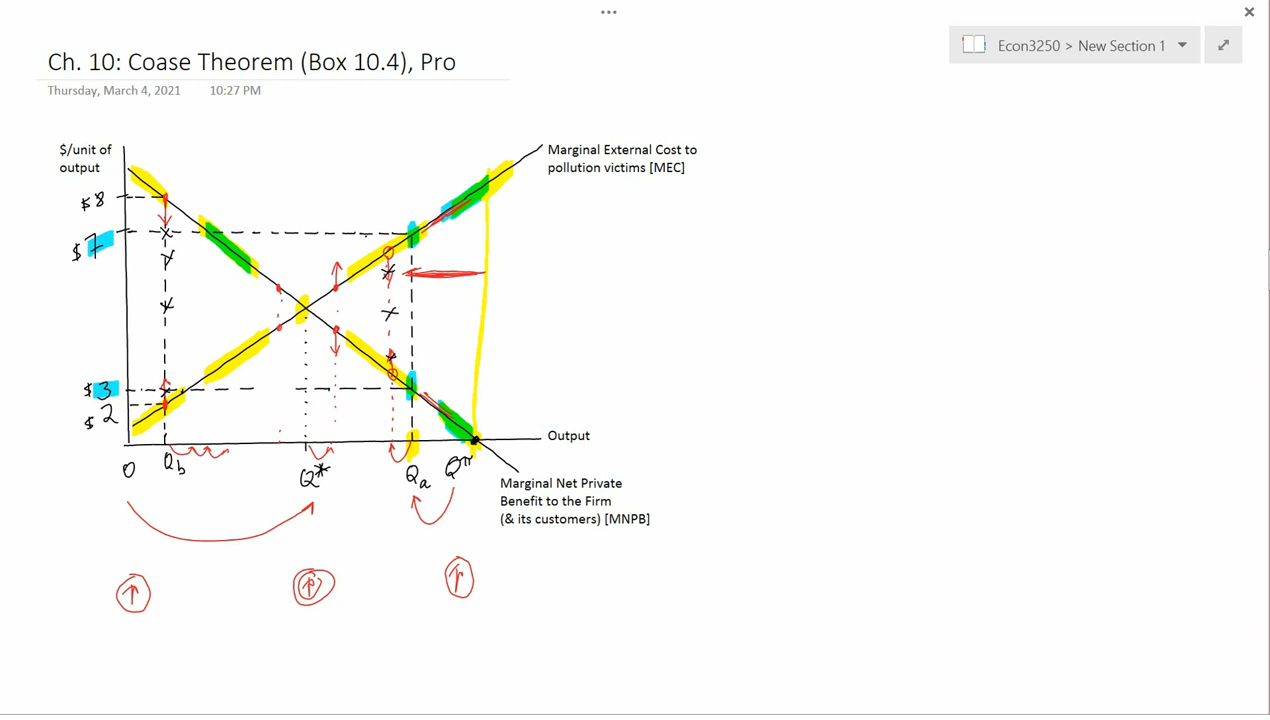 Econ3250 > New Section 1
Ch. 10: Coase Theorem (Box 10.4), Pro
Thursday, March 4, 2021 10:27 PM
$/unit of
output
Marginal External Cost to
pollution victims [MEC]
$8
$7
$3
$2
Output
0
Qb
Q*
Qa
Qπ
Marginal Net Private
Benefit to the Firm
(& its customers) [MNPB]